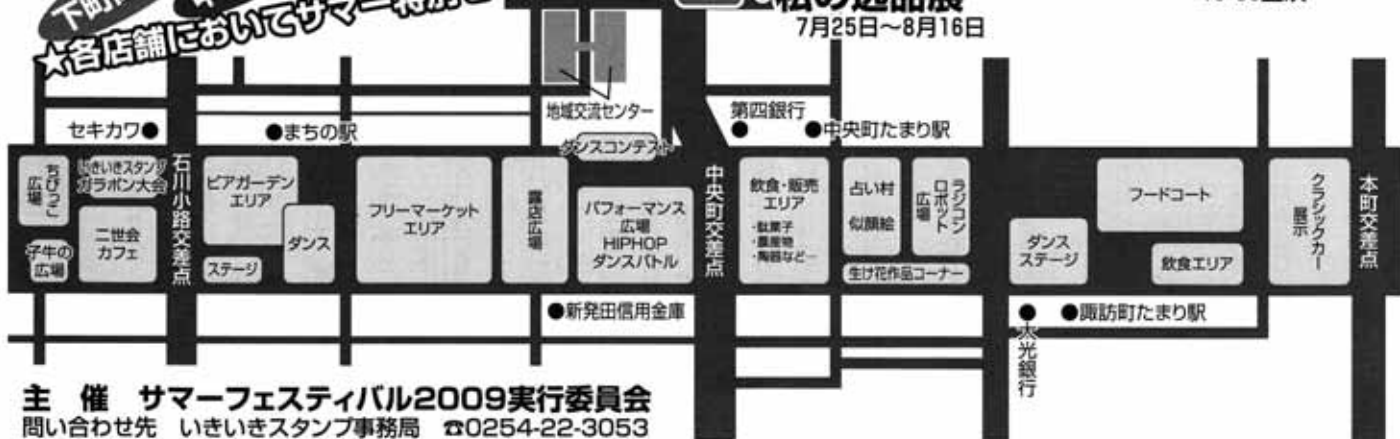 下町
★各店舗においてサマー特別セ
松の逸品展
7月25日～8月16日
地域交流センター
第四銀行
セキカワ●
●まちの駅
●中央町たまり駅
ダンスコンテスト
ちびっこ広場
いきいきスタンプ
ガラポン大会
石川小路交差点
ビアガーデン
エリア
フリーマーケット
エリア
露店広場
パフォーマンス
広場
HIPHOP
ダンスバトル
中央町交差点
飲食・販売
エリア
・駄菓子
・農産物
・陶器など…
占い村
似顔絵
ラジコン
ロボット
広場
フードコート
クラシックカー
展示
本町交差点
子牛の
広場
二世会
カフェ
ステージ
ダンス
生け花作品コーナー
ダンス
ステージ
飲食エリア
●新発田信用金庫
●大光銀行
●諏訪町たまり駅
主　催　サマーフェスティバル2009実行委員会
問い合わせ先　いきいきスタンプ事務局　☎0254-22-3053